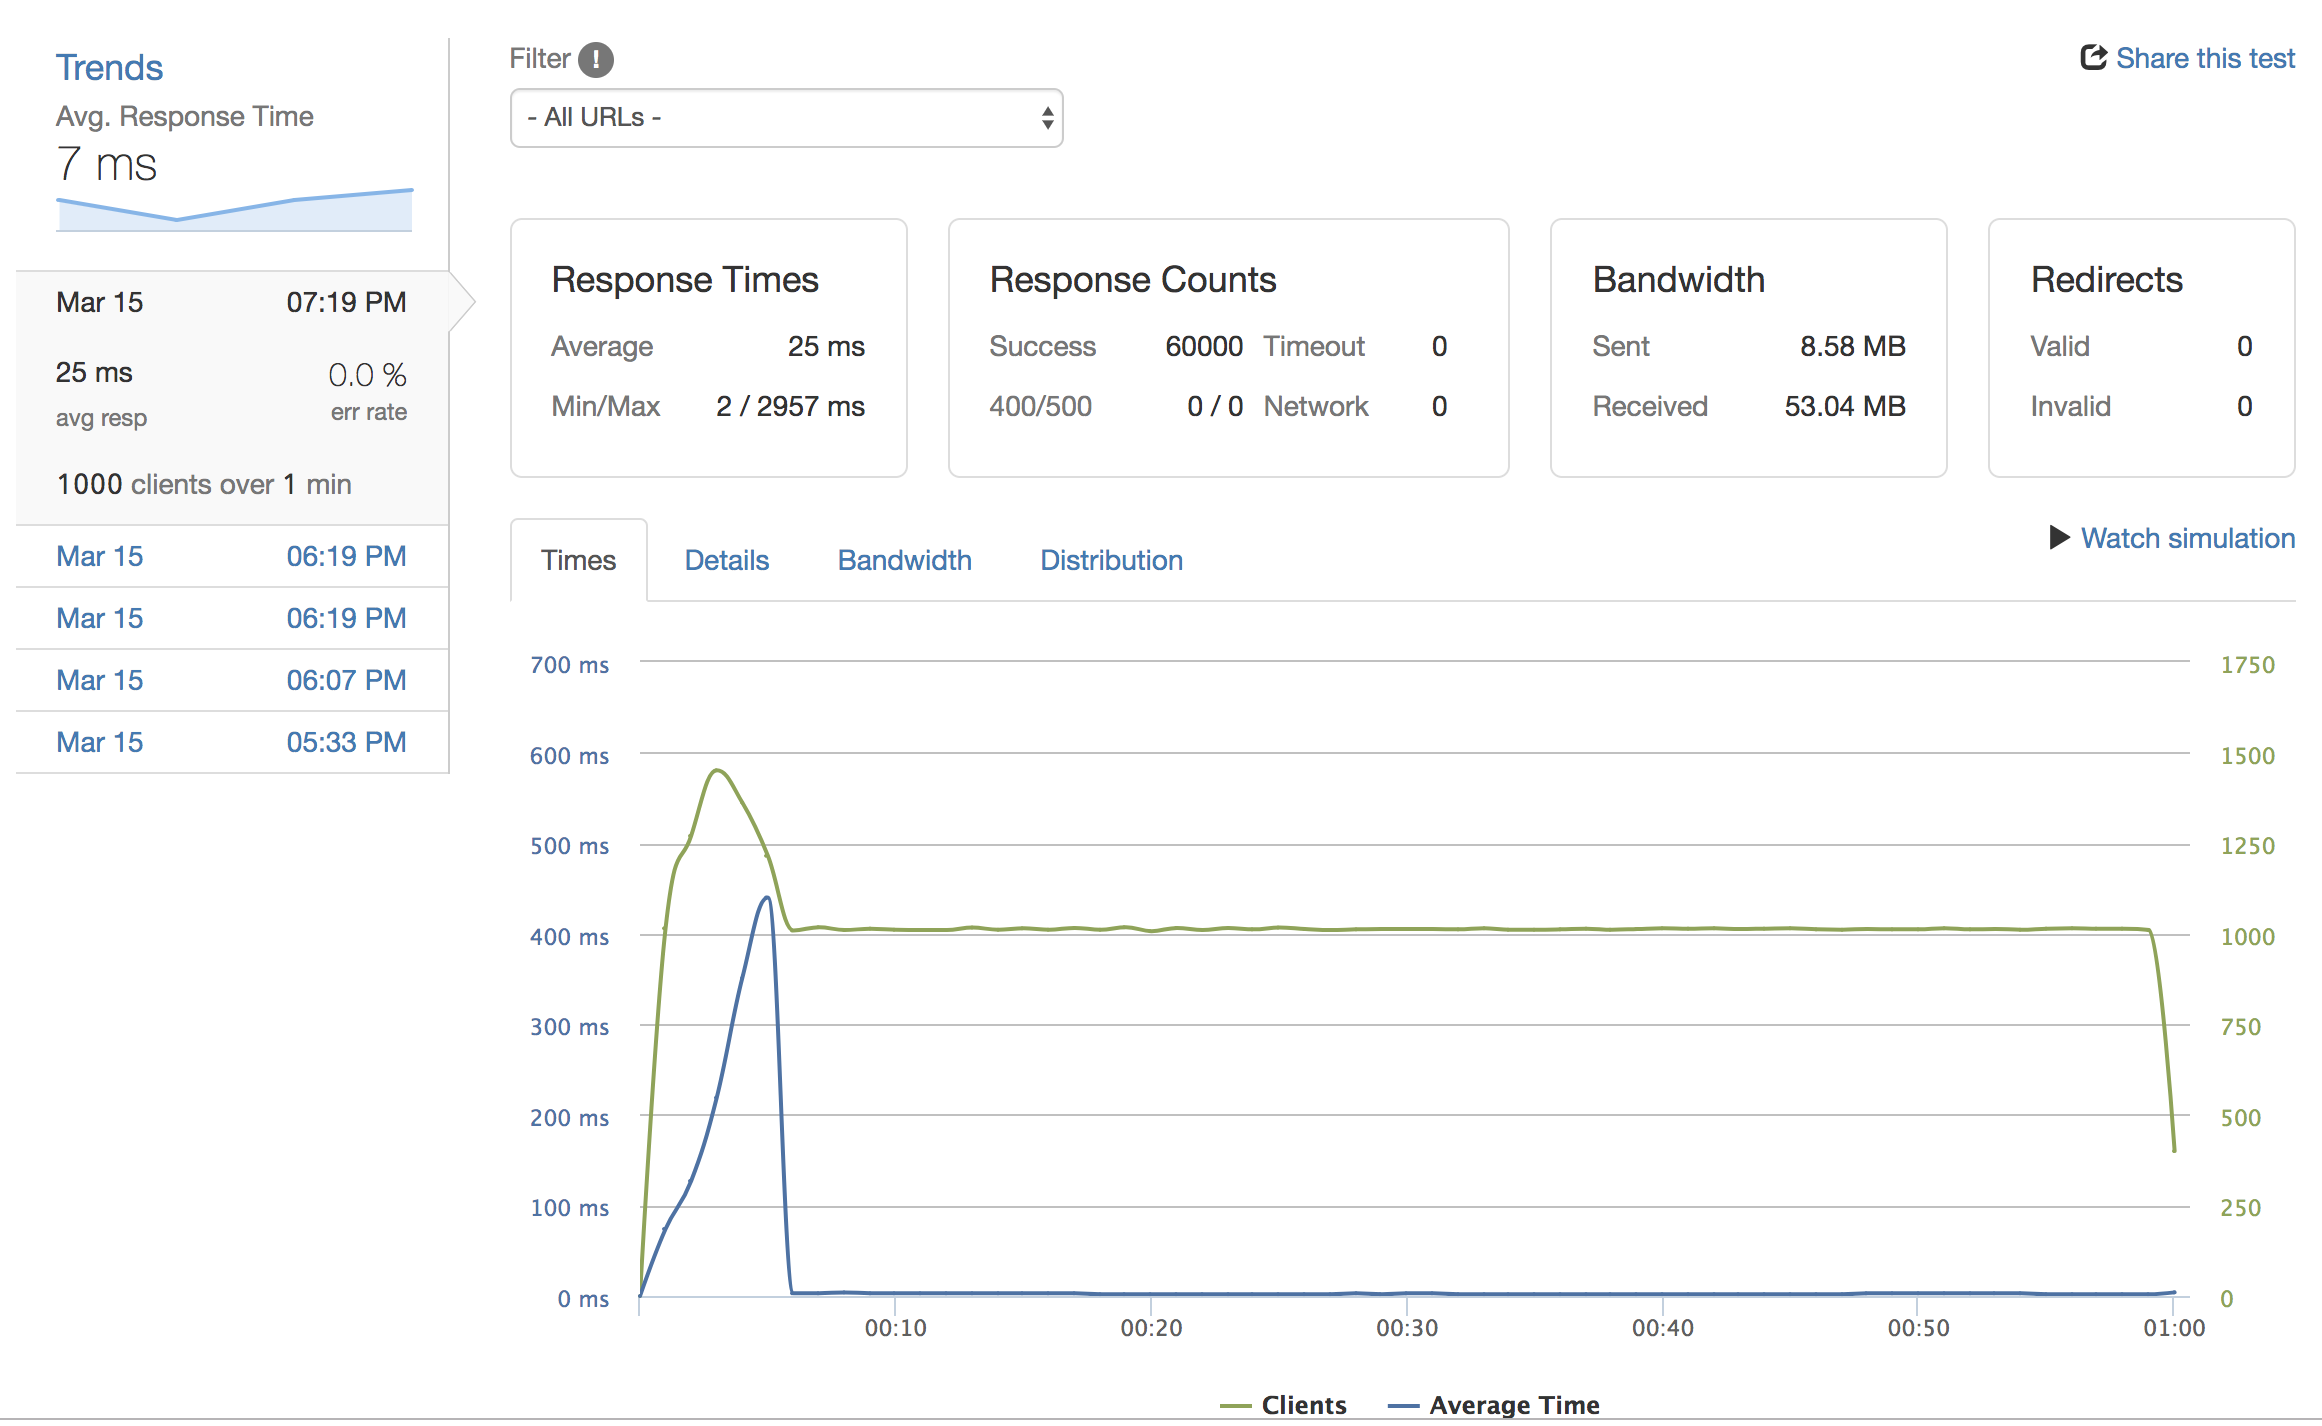 Trends
Avg. Response Time
7 ms
Mar 15 07:19 PM
25 ms 0.0 %
avg resp err rate
1000 clients over 1 min
Mar 15 06:19 PM
Mar 15 06:19 PM
Mar 15 06:07 PM
Mar 15 05:33 PM
Filter !
Share this test
- All URLs -
Response Times
Average 25 ms
Min/Max 2 / 2957 ms
Response Counts
Success 60000 Timeout 0
400/500 0 / 0 Network 0
Bandwidth
Sent 8.58 MB
Received 53.04 MB
Redirects
Valid 0
Invalid 0
Times Details Bandwidth Distribution
Watch simulation
700 ms 1750
600 ms 1500
500 ms 1250
400 ms 1000
300 ms 750
200 ms 500
100 ms 250
0 ms 0
00:10 00:20 00:30 00:40 00:50 01:00
Clients Average Time